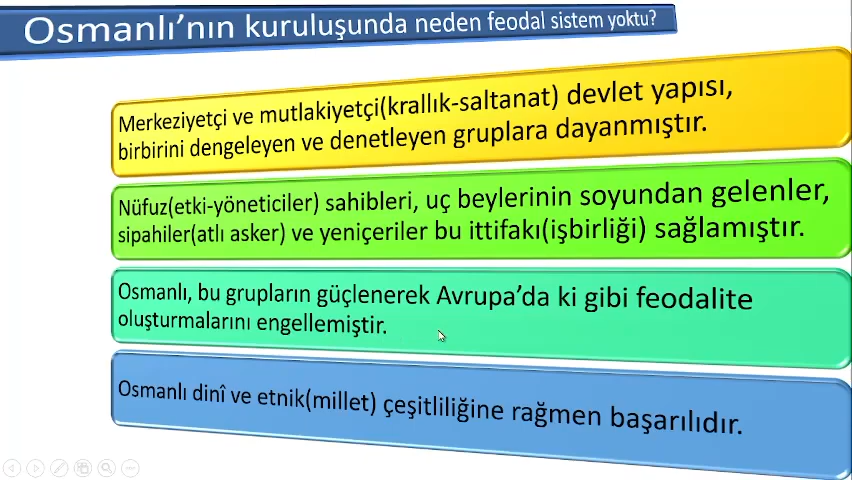 Osmanlı’nın kuruluşunda neden feodal sistem yoktu?
Merkeziyetçi ve mutlakiyetçi(krallık-saltanat) devlet yapısı,
birbirini dengeleyen ve denetleyen gruplara dayanmıştır.
Nüfuz(etki-yöneticiler) sahibleri, uç beylerinin soyundan gelenler,
sipahiler(atlı asker) ve yeniçeriler bu ittifakı(işbirliği) sağlamıştır.
Osmanlı, bu grupların güçlenerek Avrupa’da ki gibi feodalite
oluşturmalarını engellemiştir.
Osmanlı dinî ve etnik(millet) çeşitliliğine rağmen başarılıdır.